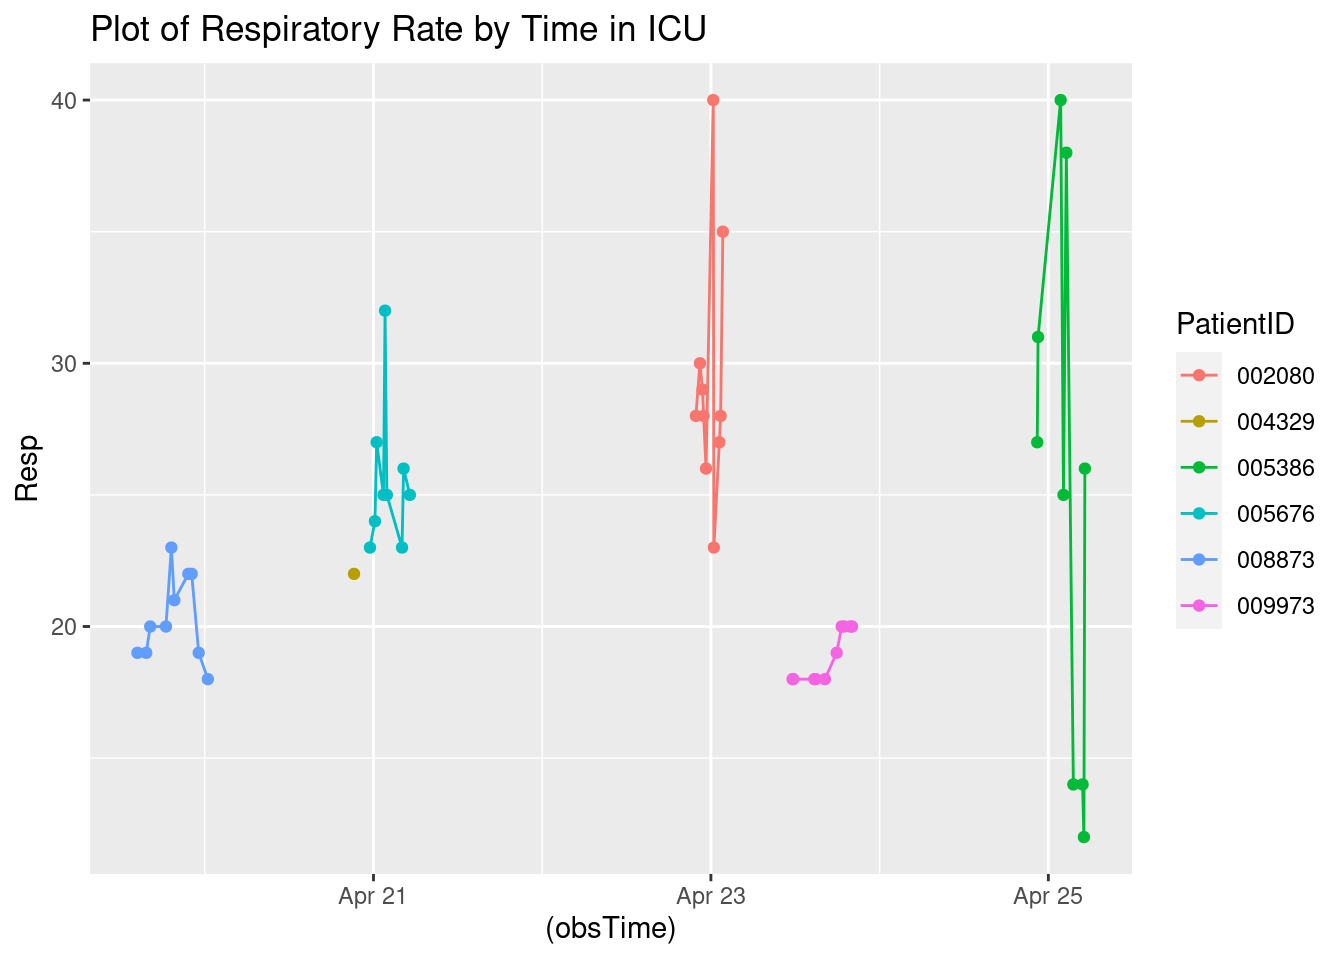 Plot of Respiratory Rate by Time in ICU
40
30
20
Resp
Apr 21
Apr 23
Apr 25
(obsTime)
PatientID
002080
004329
005386
005676
008873
009973